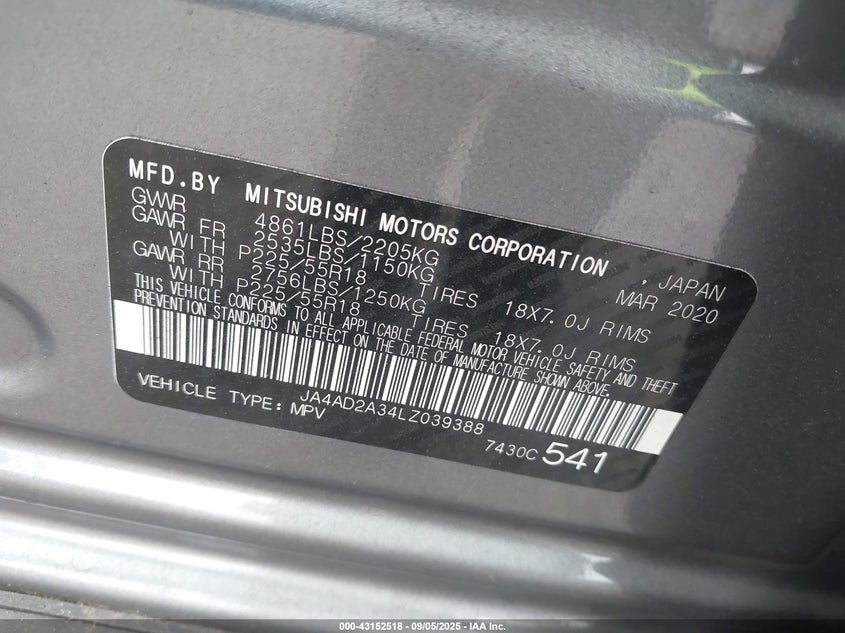 MFD.BY MITSUBISHI MOTORS CORPORATION , JAPAN
GVWR 4861LBS/2205KG MAR 2020
GAWR FR 2535LBS/1150KG
WITH P225/55R18 TIRES 18X7.0J RIMS
GAWR RR 2756LBS/1250KG
WITH P225/55R18 TIRES 18X7.0J RIMS
THIS VEHICLE CONFORMS TO ALL APPLICABLE FEDERAL MOTOR VEHICLE SAFETY AND THEFT
PREVENTION STANDARDS IN EFFECT ON THE DATE OF MANUFACTURE SHOWN ABOVE.
JA4AD2A34LZ039388
VEHICLE TYPE: MPV
7430C 541
000-43152518 - 09/05/2025 - IAA Inc.